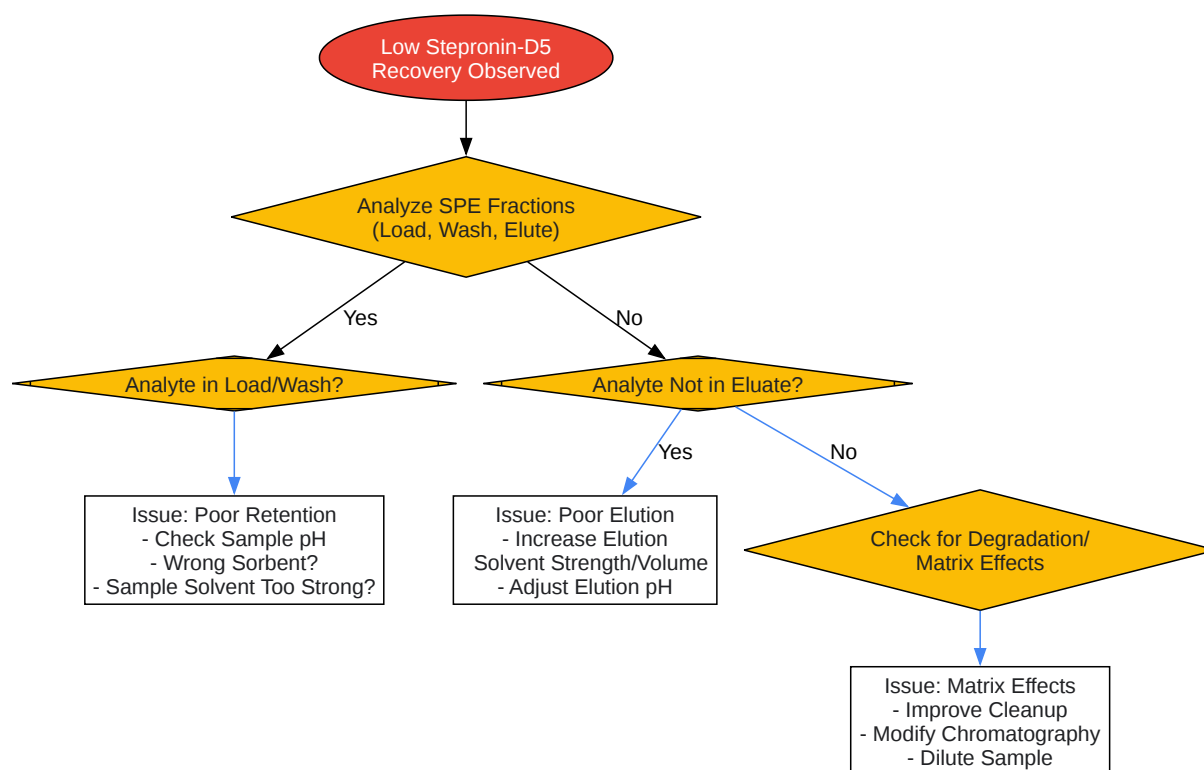 Low Stepronin-D5
Recovery Observed
Analyze SPE Fractions
(Load, Wash, Elute)
Yes
No
Analyte in Load/Wash?
Analyte Not in Eluate?
Yes
No
Issue: Poor Retention
- Check Sample pH
- Wrong Sorbent?
- Sample Solvent Too Strong?
Issue: Poor Elution
- Increase Elution
Solvent Strength/Volume
- Adjust Elution pH
Check for Degradation/
Matrix Effects
Issue: Matrix Effects
- Improve Cleanup
- Modify Chromatography
- Dilute Sample